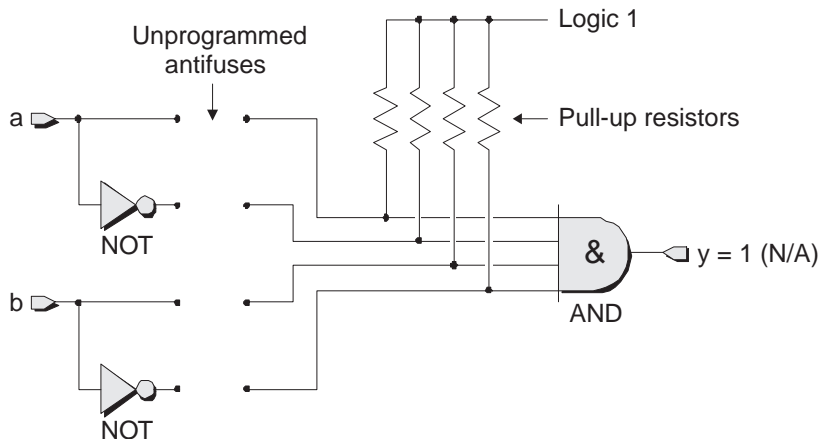 Logic 1
Unprogrammed
antifuses
a
Pull-up resistors
NOT
&
y = 1 (N/A)
b
AND
NOT